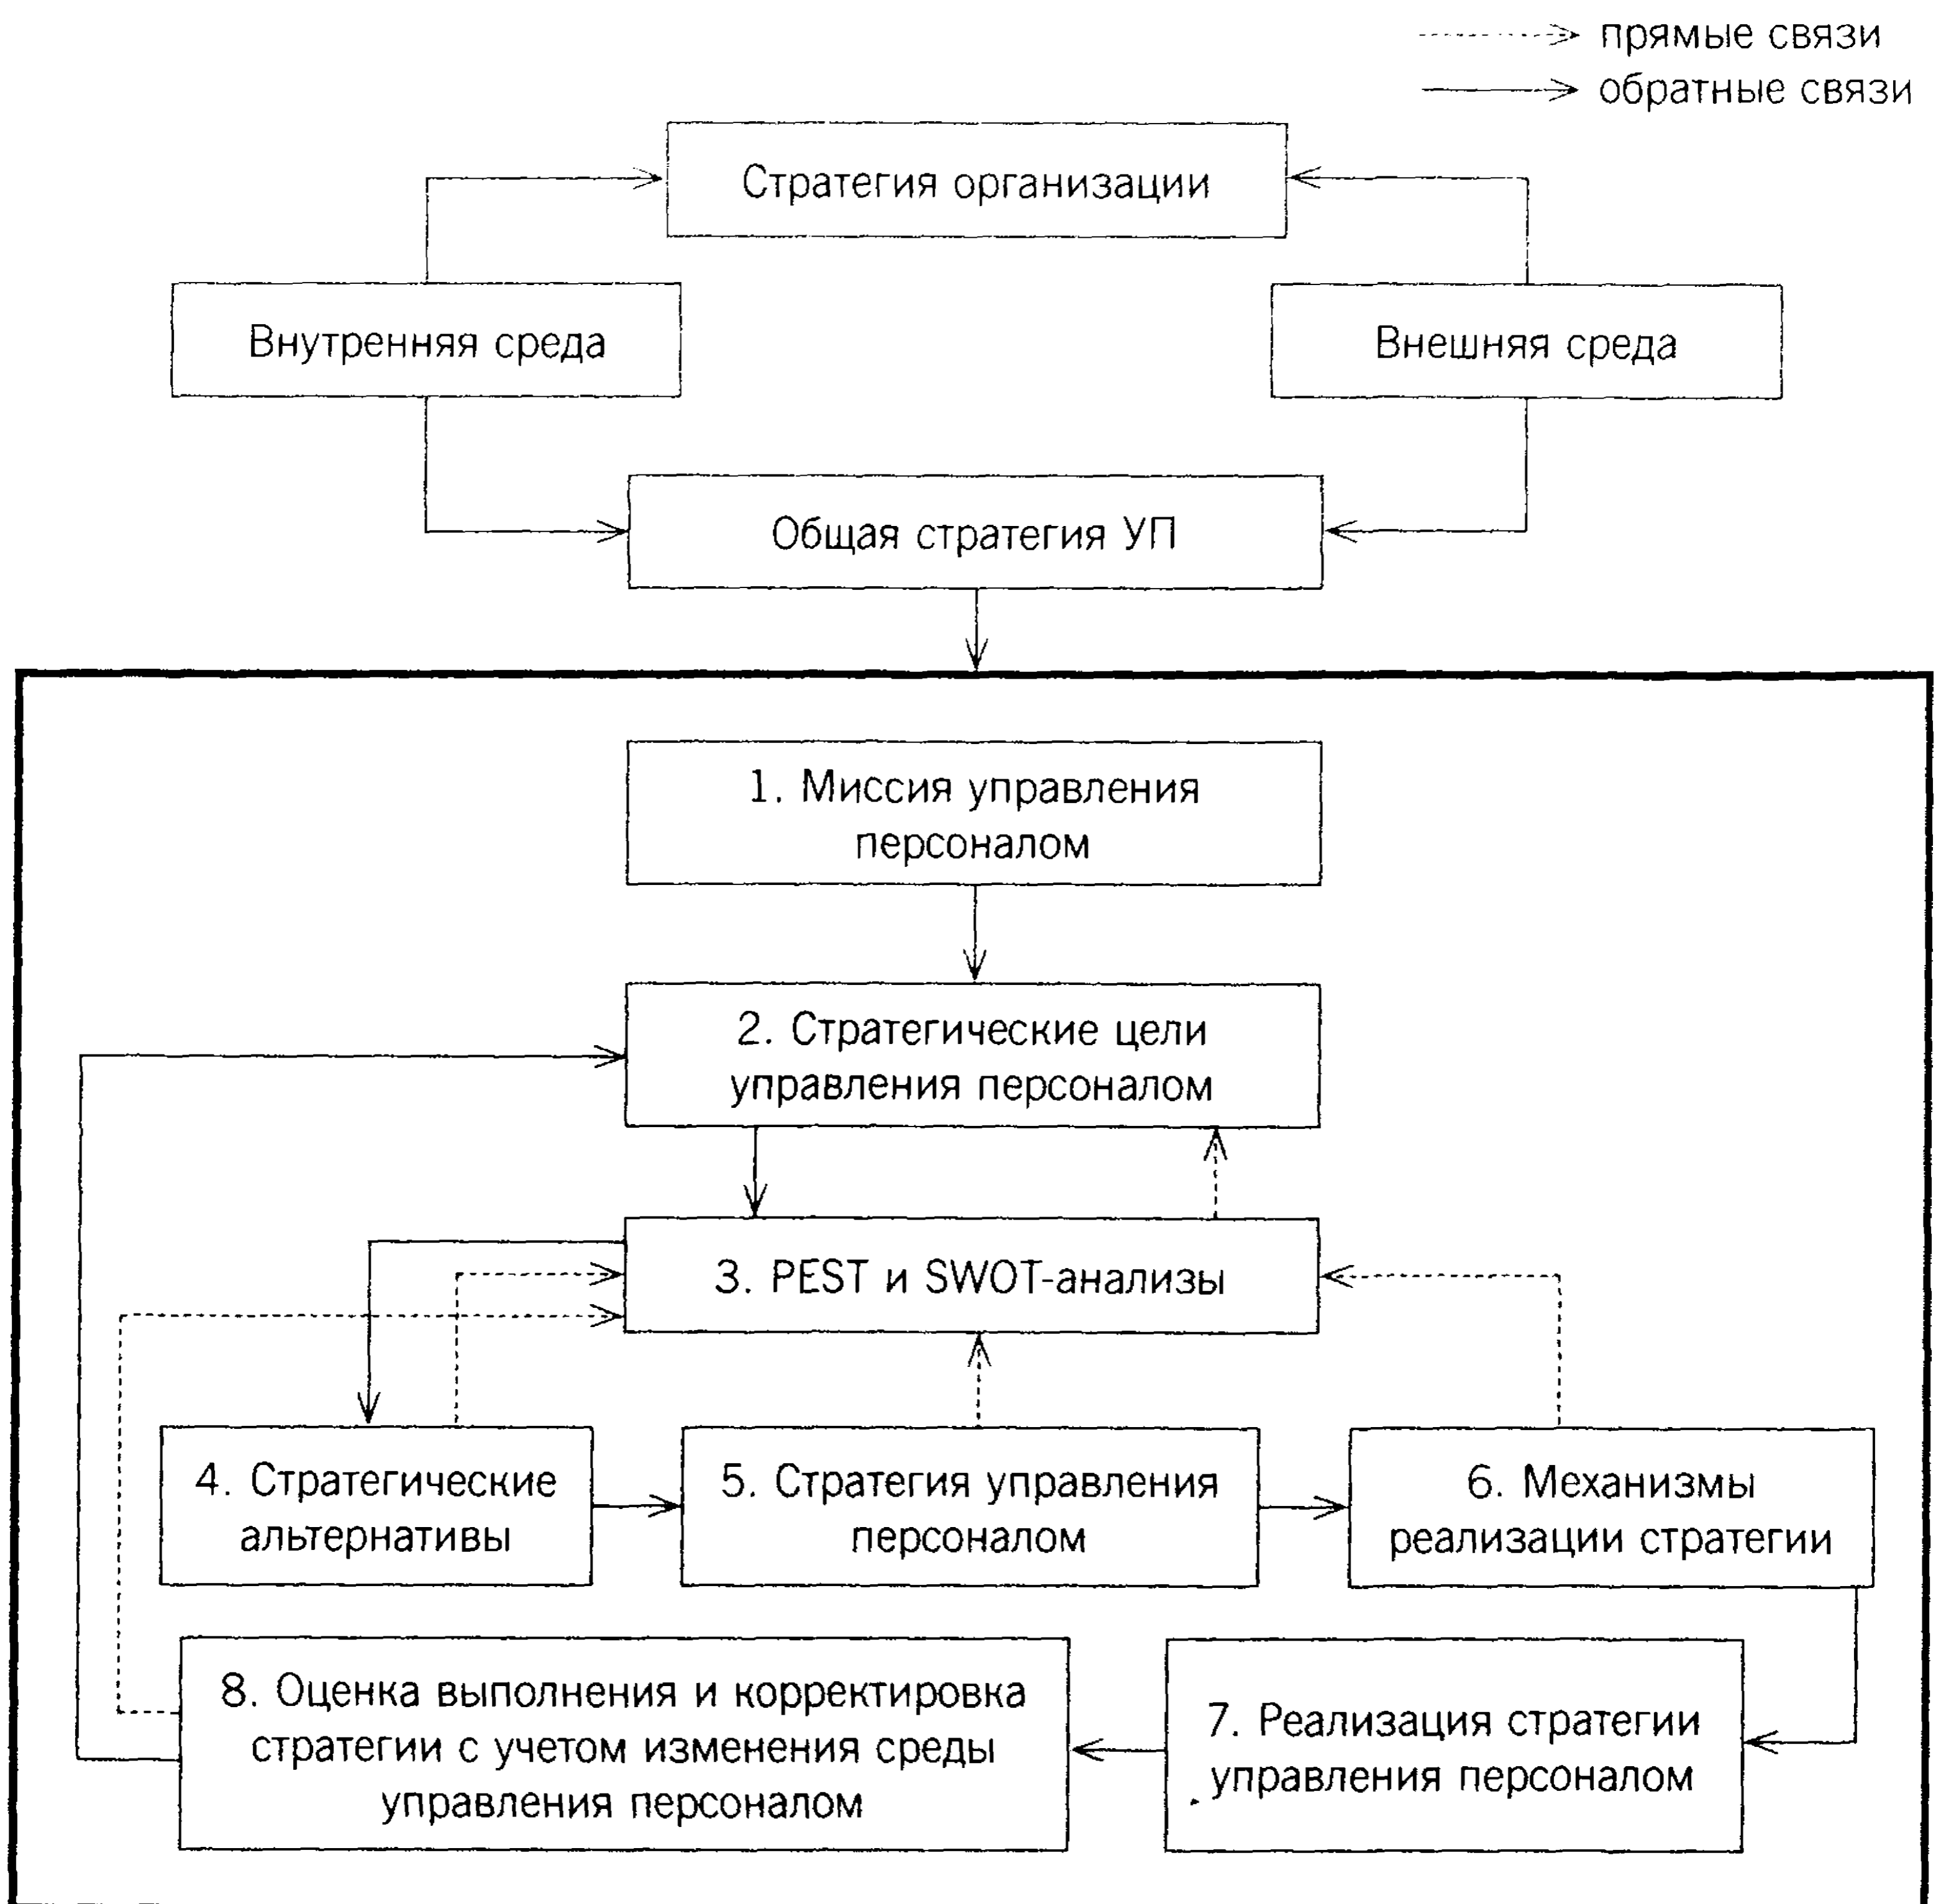 прямые связи
обратные связи
Стратегия организации
Внутренняя среда
Внешняя среда
Общая стратегия УП
1. Миссия управления
персоналом
2. Стратегические цели
управления персоналом
3. PEST и SWOT-анализы
4. Стратегические
альтернативы
5. Стратегия управления
персоналом
6. Механизмы
реализации стратегии
8. Оценка выполнения и корректировка
стратегии с учетом изменения среды
управления персоналом
7. Реализация стратегии
управления персоналом